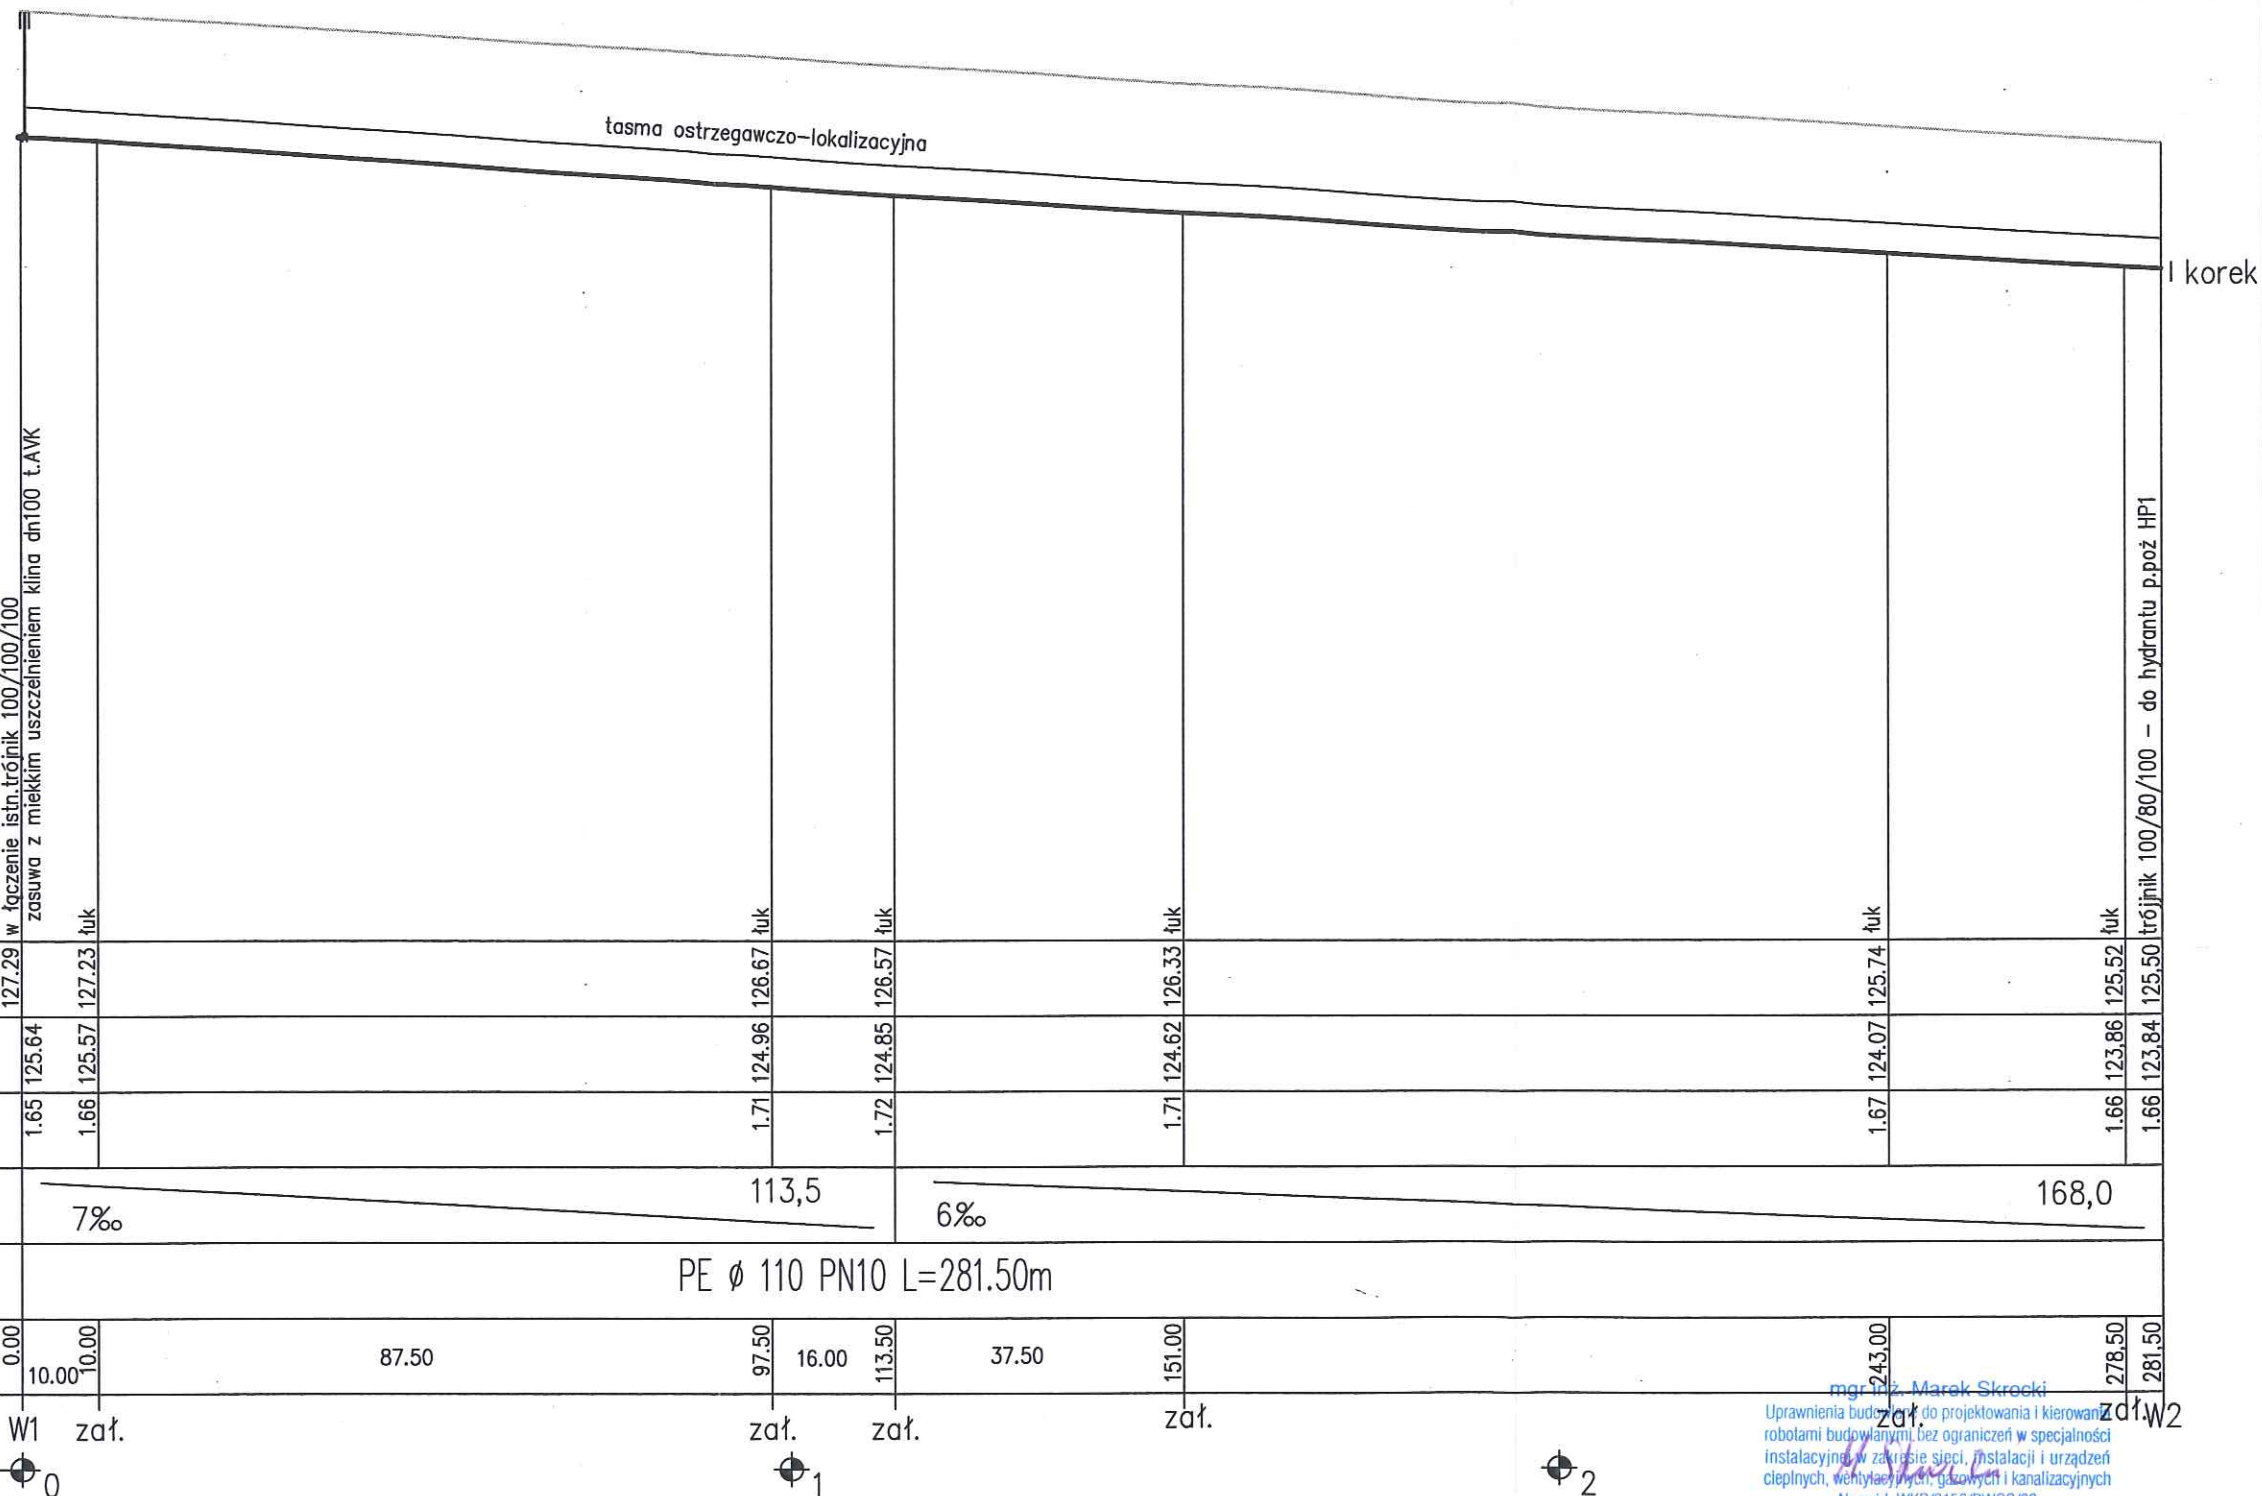 tasma ostrzegawczo-lokalizacyjna
korek
w łączenie istn.trójnik 100/100/100
zasuwa z miekkim uszczelnieniem klina dn100 t.AVK
łuk
łuk
łuk
łuk
łuk
łuk
trójjnik 100/80/100 - do hydrantu p.poż HP1
127.29 127.23 126.67 126.57 126.33 125.74 125,52 125,50
125.64 125.57 124.96 124.85 124.62 124.07 123,86 123,84
1.65 1.66 1.71 1.72 1.71 1.67 1.66 1.66
7‰ 113,5 6‰ 168,0
PE ø 110 PN10 L=281.50m
0.00 10.00 10.00 87.50 97.50 16.00 113.50 37.50 151.00 243,00 278,50 281,50
W1 zał. zał. zał. zał. zał. zał. W2
0 1 2
mgr inż. Marek Skrocki
Uprawnienia budowlane do projektowania i kierowania
robotami budowlanymi bez ograniczeń w specjalności
instalacyjnej w zakresie sieci, instalacji i urządzeń
cieplnych, wentylacyjnych, gazowych i kanalizacyjnych